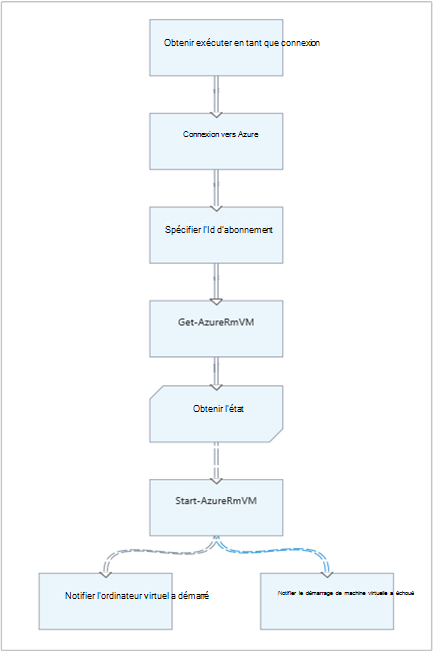 Obtenir exécuter en tant que connexion
Connexion vers Azure
Spécifier l'Id d'abonnement
Get-AzureRmVM
Obtenir l'état
Start-AzureRmVM
Notifier l'ordinateur virtuel a démarré
Notifier le démarrage de machine virtuelle a échoué